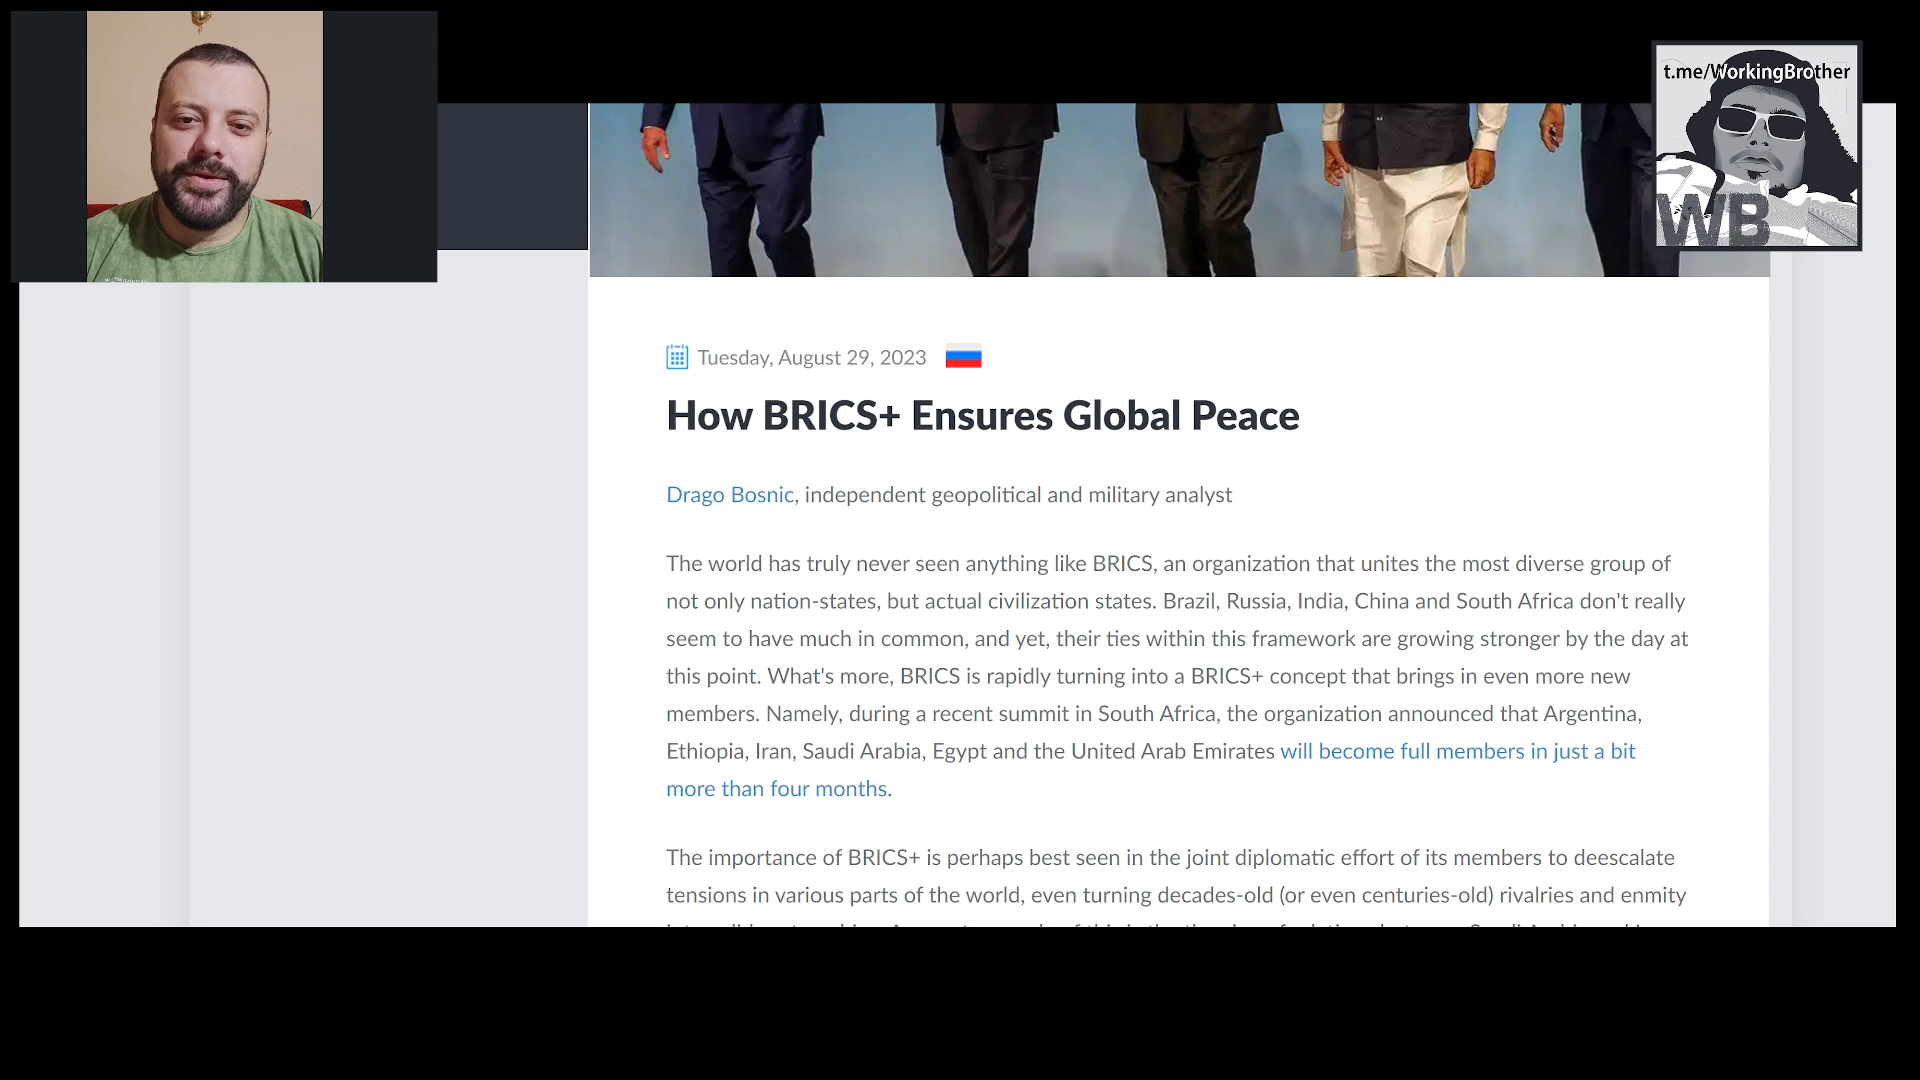 t.me/WorkingBrother
WB
Tuesday, August 29, 2023
How BRICS+ Ensures Global Peace
Drago Bosnic, independent geopolitical and military analyst
The world has truly never seen anything like BRICS, an organization that unites the most diverse group of
not only nation-states, but actual civilization states. Brazil, Russia, India, China and South Africa don't really
seem to have much in common, and yet, their ties within this framework are growing stronger by the day at
this point. What's more, BRICS is rapidly turning into a BRICS+ concept that brings in even more new
members. Namely, during a recent summit in South Africa, the organization announced that Argentina,
Ethiopia, Iran, Saudi Arabia, Egypt and the United Arab Emirates will become full members in just a bit
more than four months.
The importance of BRICS+ is perhaps best seen in the joint diplomatic effort of its members to deescalate
tensions in various parts of the world, even turning decades-old (or even centuries-old) rivalries and enmity